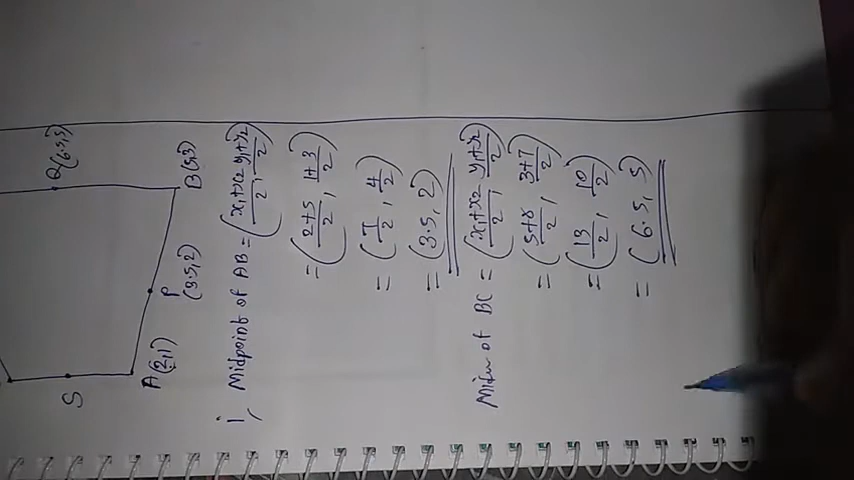 Q(6.5,5)
B(5,3)
P
(3.5,2)
A(2,1)
S
i, Midpoint of AB = (x₁+x₂/2, y₁+y₂/2)
= (2+5/2, 1+3/2)
= (7/2, 4/2)
= (3.5, 2)
of BC = (x₁+x₂/2, y₁+y₂/2)
= (5+8/2, 3+7/2)
= (13/2, 10/2)
= (6.5, 5)